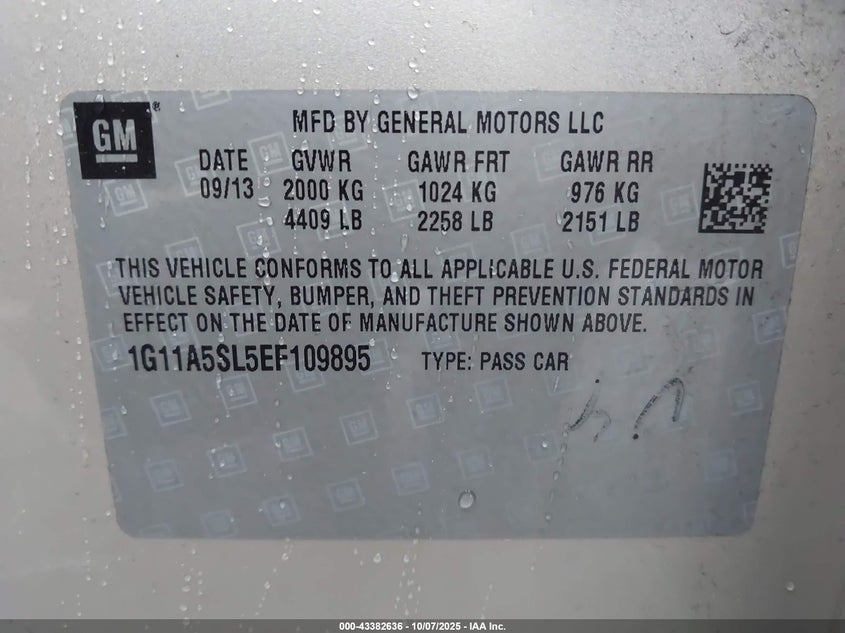 GM
MFD BY GENERAL MOTORS LLC
DATE GVWR GAWR FRT GAWR RR
09/13 2000 KG 1024 KG 976 KG
4409 LB 2258 LB 2151 LB
THIS VEHICLE CONFORMS TO ALL APPLICABLE U.S. FEDERAL MOTOR
VEHICLE SAFETY, BUMPER, AND THEFT PREVENTION STANDARDS IN
EFFECT ON THE DATE OF MANUFACTURE SHOWN ABOVE.
1G11A5SL5EF109895 TYPE: PASS CAR
000-43382636 - 10/07/2025 - IAA Inc.